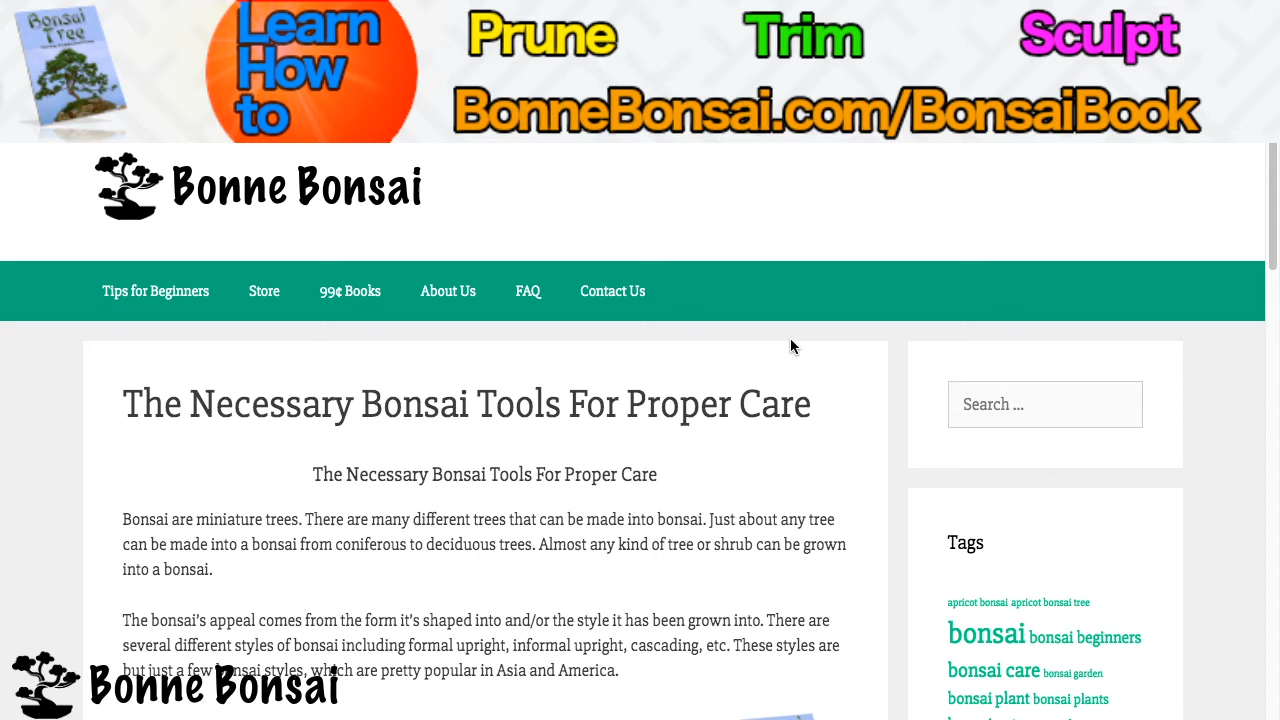 Bonsai
Tree
Learn
How
to
Prune Trim Sculpt
BonneBonsai.com/BonsaiBook
Bonne Bonsai
Tips for Beginners Store 99¢ Books About Us FAQ Contact Us
The Necessary Bonsai Tools For Proper Care
The Necessary Bonsai Tools For Proper Care
Bonsai are miniature trees. There are many different trees that can be made into bonsai. Just about any tree
can be made into a bonsai from coniferous to deciduous trees. Almost any kind of tree or shrub can be grown
into a bonsai.
The bonsai's appeal comes from the form it's shaped into and/or the style it has been grown into. There are
several different styles of bonsai including formal upright, informal upright, cascading, etc. These styles are
but just a few bonsai styles, which are pretty popular in Asia and America.
Bonne Bonsai
Search ...
Tags
apricot bonsai apricot bonsai tree
bonsai bonsai beginners
bonsai care bonsai garden
bonsai plant bonsai plants